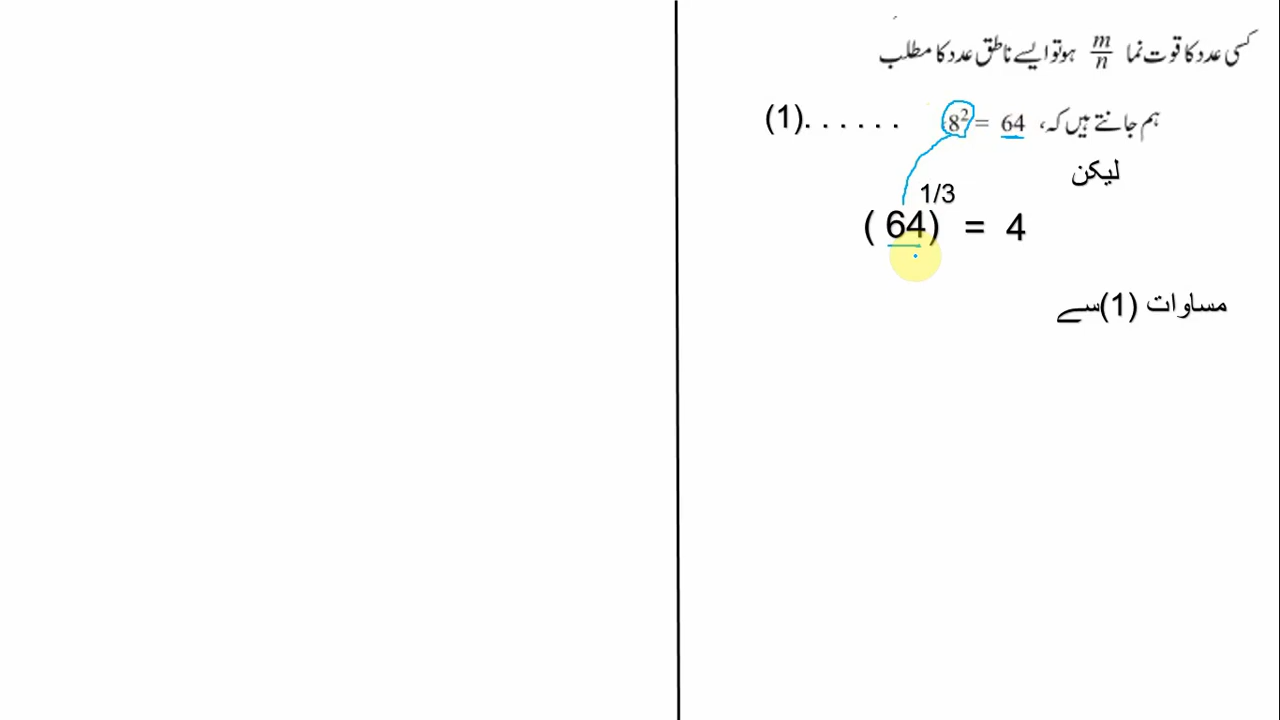 کسی عدد کا قوت نما m/n ہو تو ایسے ناطق عدد کا مطلب
ہم جانتے ہیں کہ، 8² = 64 . . . . . . (1)
لیکن
(64)^1/3 = 4
مساوات (1) سے